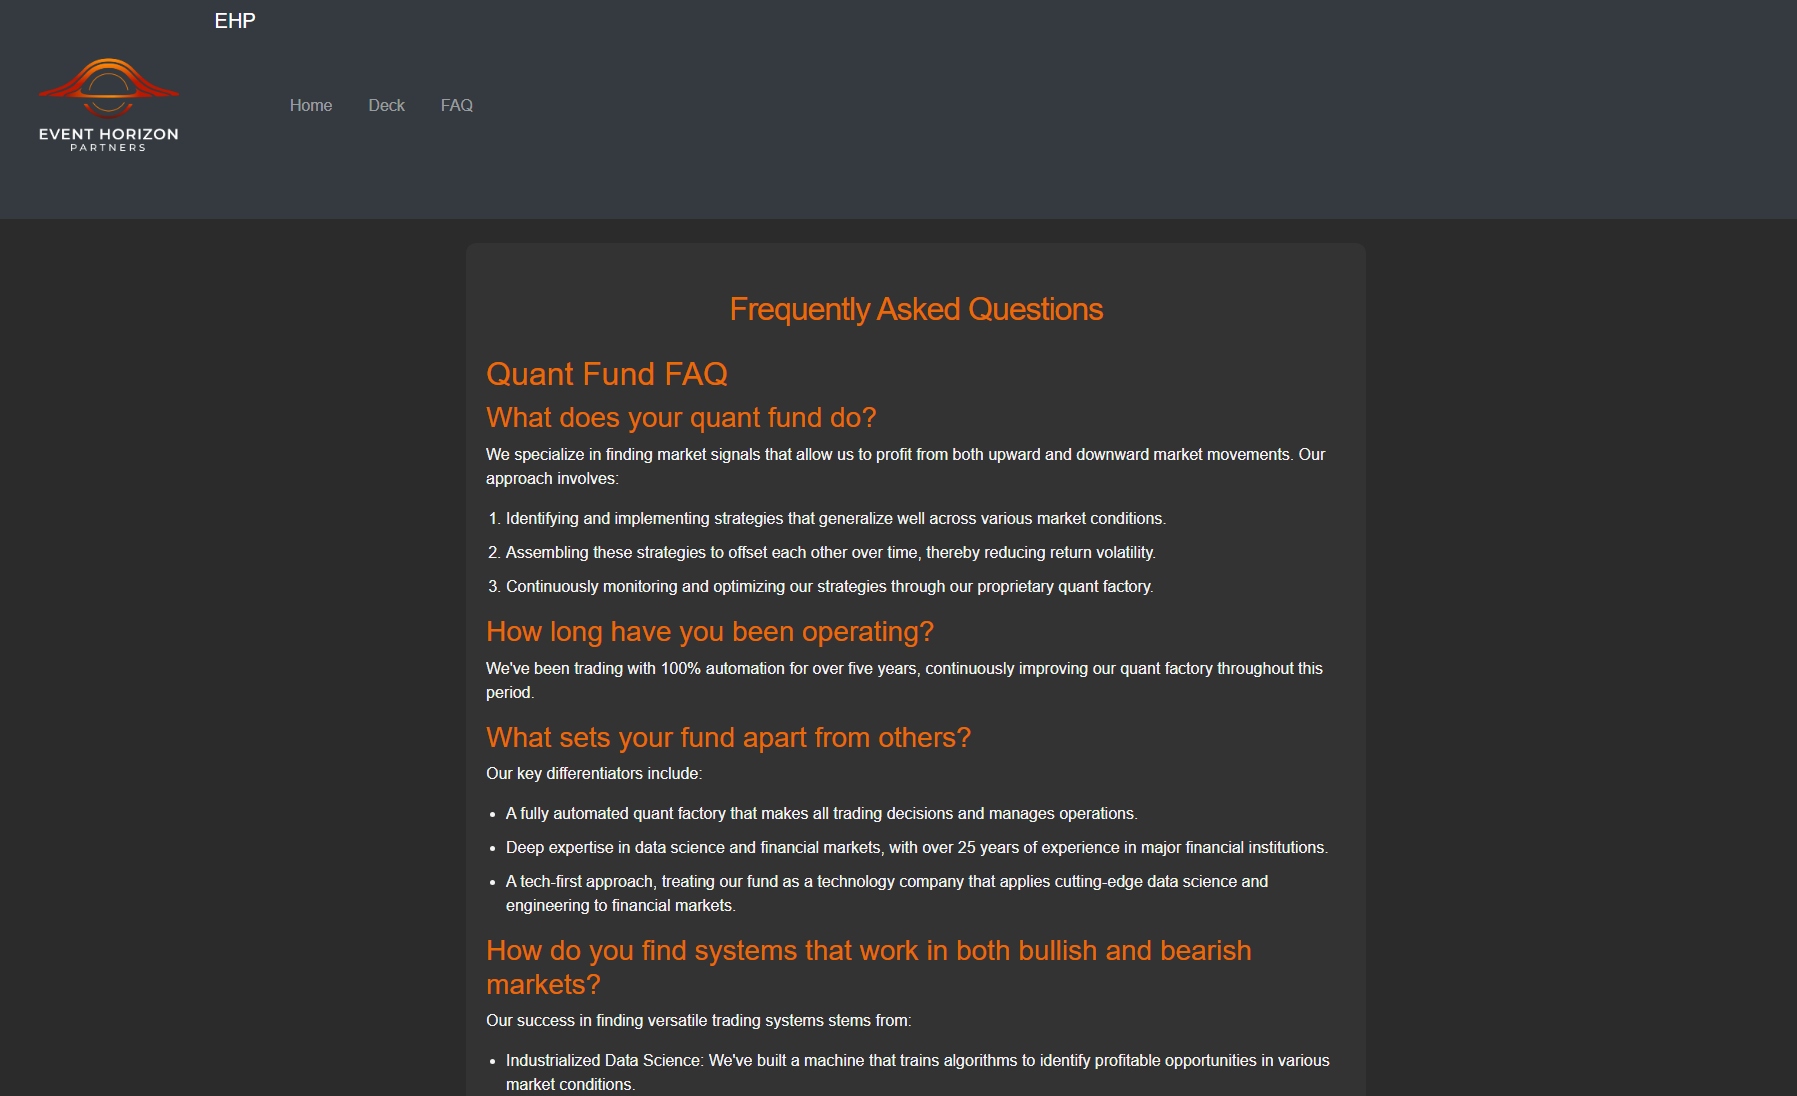 EHP
EVENT HORIZON
PARTNERS
Home
Deck
FAQ
Frequently Asked Questions
Quant Fund FAQ
What does your quant fund do?
We specialize in finding market signals that allow us to profit from both upward and downward market movements. Our
approach involves:
1. Identifying and implementing strategies that generalize well across various market conditions.
2. Assembling these strategies to offset each other over time, thereby reducing return volatility.
3. Continuously monitoring and optimizing our strategies through our proprietary quant factory.
How long have you been operating?
We've been trading with 100% automation for over five years, continuously improving our quant factory throughout this
period.
What sets your fund apart from others?
Our key differentiators include:
• A fully automated quant factory that makes all trading decisions and manages operations.
• Deep expertise in data science and financial markets, with over 25 years of experience in major financial institutions.
• A tech-first approach, treating our fund as a technology company that applies cutting-edge data science and
engineering to financial markets.
How do you find systems that work in both bullish and bearish
markets?
Our success in finding versatile trading systems stems from:
• Industrialized Data Science: We've built a machine that trains algorithms to identify profitable opportunities in various
market conditions.